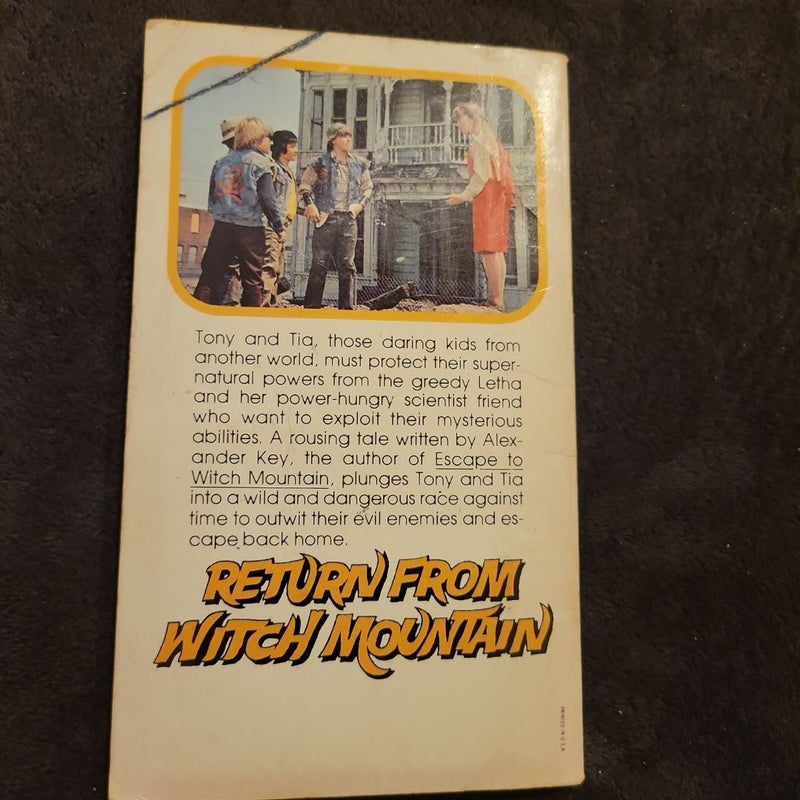 Tony and Tia, those daring kids from
another world, must protect their super-
natural powers from the greedy Letha
and her power-hungry scientist friend
who want to exploit their mysterious
abilities. A rousing tale written by Alex-
ander Key, the author of Escape to
Witch Mountain, plunges Tony and Tia
into a wild and dangerous race against
time to outwit their evil enemies and es-
cape back home.
RETURN FROM
WITCH MOUNTAIN
PRINTED IN U.S.A.